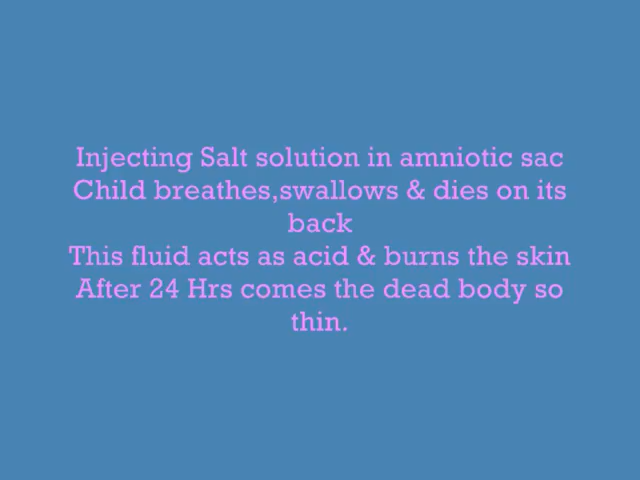 Injecting Salt solution in amniotic sac
Child breathes,swallows & dies on its
back
This fluid acts as acid & burns the skin
After 24 Hrs comes the dead body so
thin.